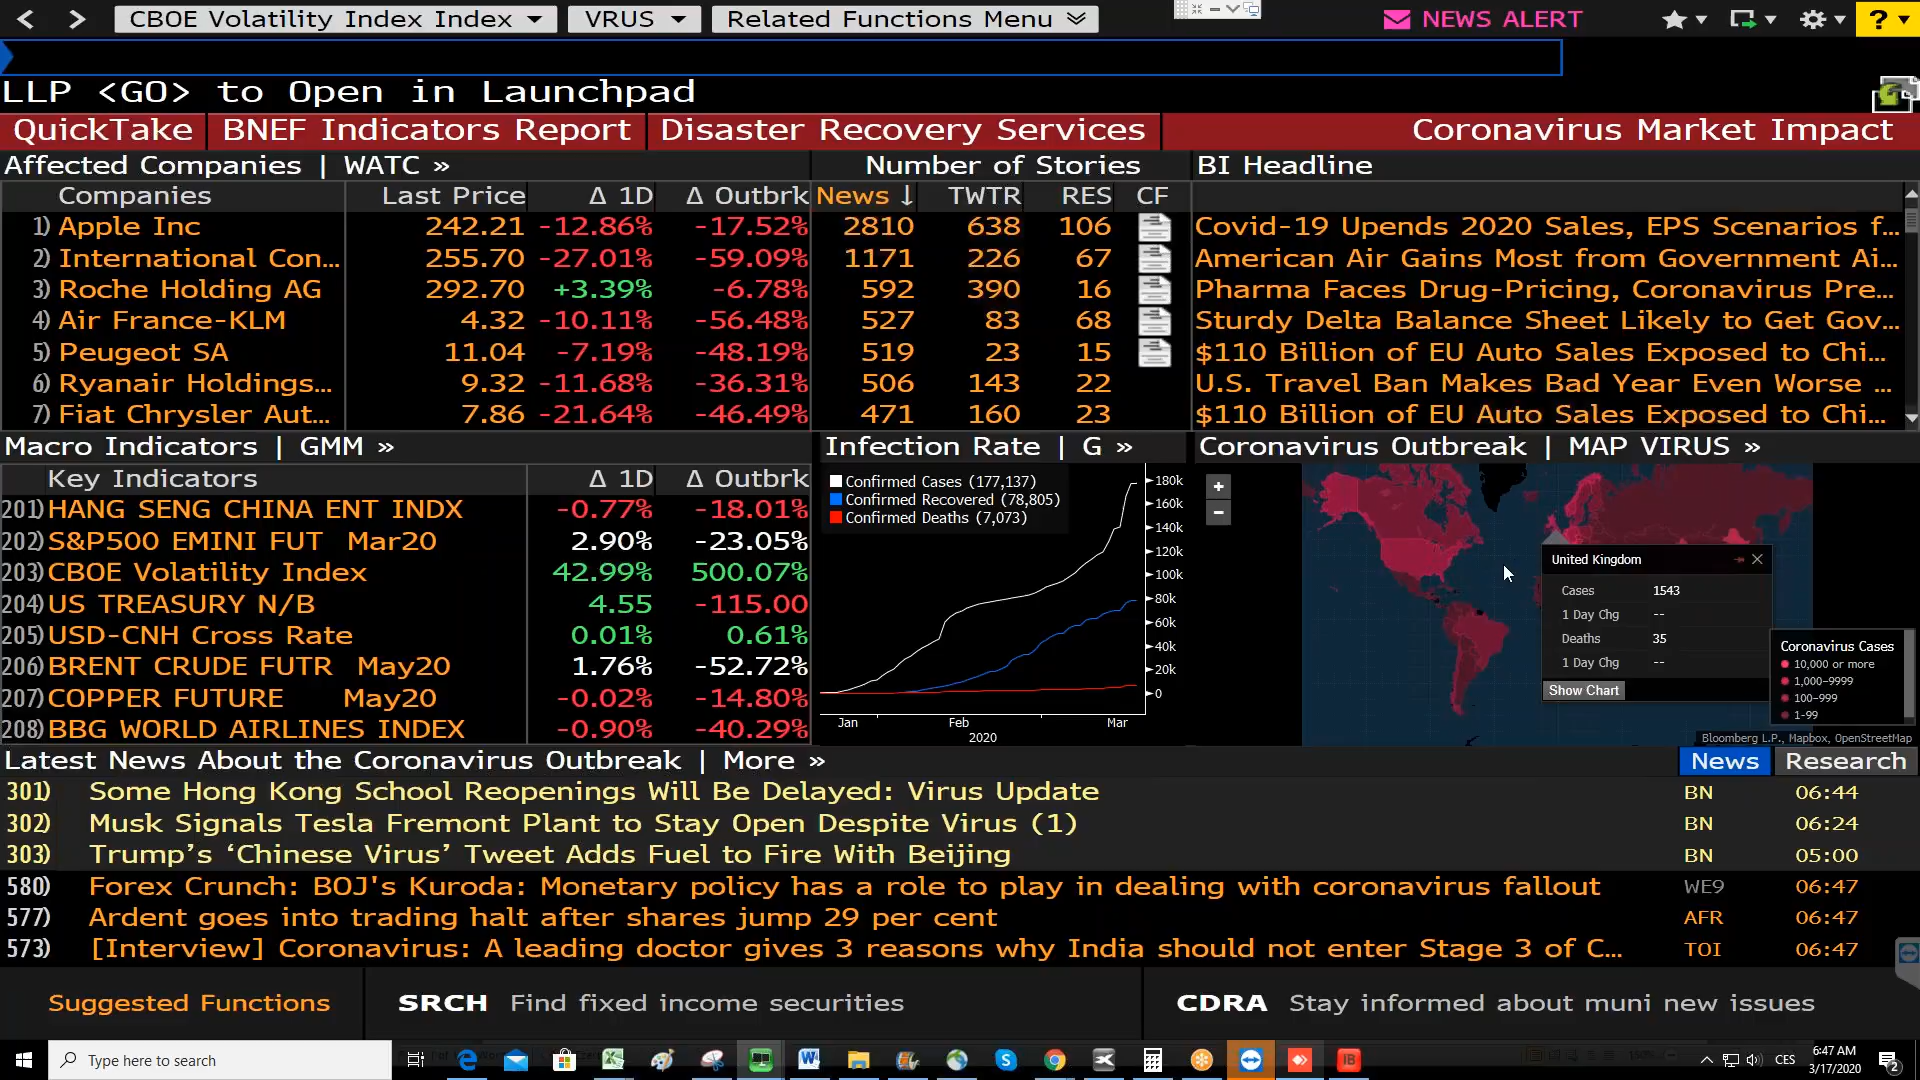 CBOE Volatility Index Index
VRUS
Related Functions Menu
NEWS ALERT
?
LLP <GO> to Open in Launchpad
QuickTake
BNEF Indicators Report
Disaster Recovery Services
Coronavirus Market Impact
Affected Companies | WATC »
Number of Stories
BI Headline
Companies Last Price Δ 1D Δ Outbrk News ↓ TWTR RES CF
1) Apple Inc 242.21 -12.86% -17.52% 2810 638 106 Covid-19 Upends 2020 Sales, EPS Scenarios f...
2) International Con... 255.70 -27.01% -59.09% 1171 226 67 American Air Gains Most from Government Ai...
3) Roche Holding AG 292.70 +3.39% -6.78% 592 390 16 Pharma Faces Drug-Pricing, Coronavirus Pre...
4) Air France-KLM 4.32 -10.11% -56.48% 527 83 68 Sturdy Delta Balance Sheet Likely to Get Gov...
5) Peugeot SA 11.04 -7.19% -48.19% 519 23 15 $110 Billion of EU Auto Sales Exposed to Chi...
6) Ryanair Holdings... 9.32 -11.68% -36.31% 506 143 22 U.S. Travel Ban Makes Bad Year Even Worse ...
7) Fiat Chrysler Aut... 7.86 -21.64% -46.49% 471 160 23 $110 Billion of EU Auto Sales Exposed to Chi...
Macro Indicators | GMM »
Key Indicators Δ 1D Δ Outbrk
201) HANG SENG CHINA ENT INDX -0.77% -18.01%
202) S&P500 EMINI FUT Mar20 2.90% -23.05%
203) CBOE Volatility Index 42.99% 500.07%
204) US TREASURY N/B 4.55 -115.00
205) USD-CNH Cross Rate 0.01% 0.61%
206) BRENT CRUDE FUTR May20 1.76% -52.72%
207) COPPER FUTURE May20 -0.02% -14.80%
208) BBG WORLD AIRLINES INDEX -0.90% -40.29%
Infection Rate | G »
Confirmed Cases (177,137)
Confirmed Recovered (78,805)
Confirmed Deaths (7,073)
180k
160k
140k
120k
100k
80k
60k
40k
20k
0
Jan Feb Mar
2020
Coronavirus Outbreak | MAP VIRUS »
+
−
United Kingdom
Cases 1543
1 Day Chg --
Deaths 35
1 Day Chg --
Show Chart
Coronavirus Cases
10,000 or more
1,000-9999
100-999
1-99
Bloomberg L.P., Mapbox, OpenStreetMap
Latest News About the Coronavirus Outbreak | More »
News
Research
301) Some Hong Kong School Reopenings Will Be Delayed: Virus Update BN 06:44
302) Musk Signals Tesla Fremont Plant to Stay Open Despite Virus (1) BN 06:24
303) Trump's ‘Chinese Virus’ Tweet Adds Fuel to Fire With Beijing BN 05:00
580) Forex Crunch: BOJ's Kuroda: Monetary policy has a role to play in dealing with coronavirus fallout WE9 06:47
577) Ardent goes into trading halt after shares jump 29 per cent AFR 06:47
573) [Interview] Coronavirus: A leading doctor gives 3 reasons why India should not enter Stage 3 of C... TOI 06:47
Suggested Functions
SRCH Find fixed income securities
CDRA Stay informed about muni new issues
Type here to search
IB
CES
6:47 AM
3/17/2020
2